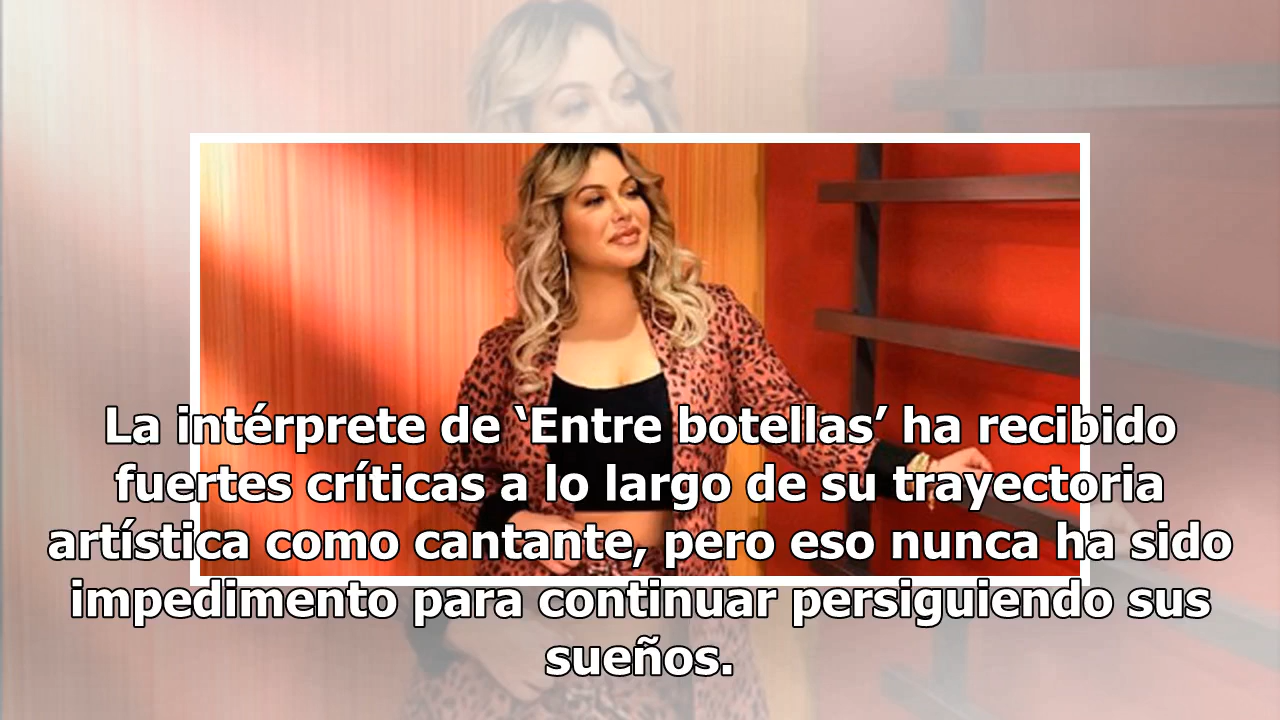 La intérprete de ‘Entre botellas’ ha recibido
fuertes críticas a lo largo de su trayectoria
artística como cantante, pero eso nunca ha sido
impedimento para continuar persiguiendo sus
sueños.